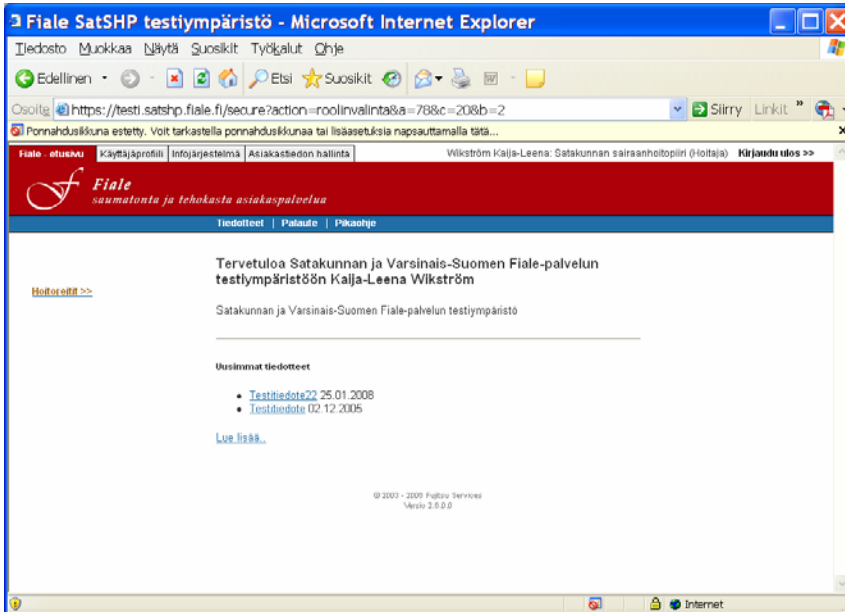 Fiale SatSHP testiympäristö - Microsoft Internet Explorer
Tiedosto Muokkaa Näytä Suosikit Työkalut Ohje
Edellinen Etsi Suosikit
Osoite https://testi.satshp.fiale.fi/secure?action=roolinvalinta&a=78&c=20&b=2 Siirry Linkit »
Ponnahdusikkuna estetty. Voit tarkastella ponnahdusikkunaa tai lisäasetuksia napsauttamalla tätä...
Fiale - etusivu Käyttäjäprofiili Infojärjestelmä Asiakastiedon hallinta Wikström Kaija-Leena: Satakunnan sairaanhoitopiiri (Hoitaja) Kirjaudu ulos >>
Fiale
saumatonta ja tehokasta asiakaspalvelua
Tiedotteet | Palaute | Pikaohje
Tervetuloa Satakunnan ja Varsinais-Suomen Fiale-palvelun
testiympäristöön Kaija-Leena Wikström
Hoitoreitit >>
Satakunnan ja Varsinais-Suomen Fiale-palvelun testiympäristö
Uusimmat tiedotteet
• Testitiedote22 25.01.2008
• Testitiedote 02.12.2005
Lue lisää..
© 2003 - 2008 Fujitsu Services
Versio 2.6.0.0
Internet